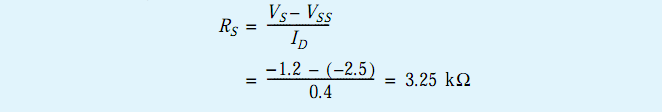 R_S = (V_S − V_SS) / I_D
= (−1.2 − (−2.5)) / 0.4 = 3.25 kΩ